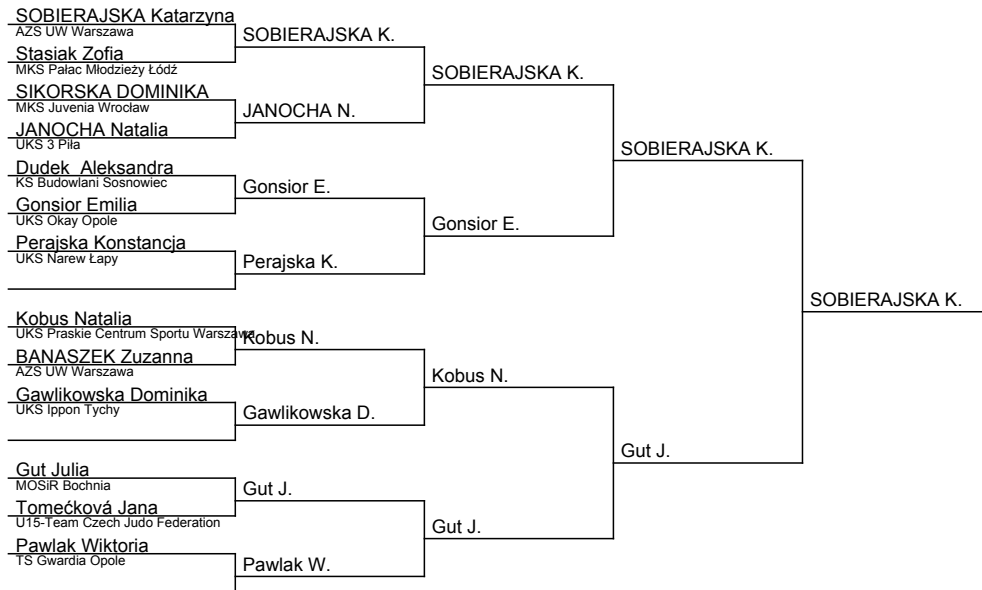 SOBIERAJSKA Katarzyna
AZS UW Warszawa
SOBIERAJSKA K.
Stasiak Zofia
MKS Pałac Młodzieży Łódź
SOBIERAJSKA K.
SIKORSKA DOMINIKA
MKS Juvenia Wrocław
JANOCHA N.
JANOCHA Natalia
UKS 3 Piła
SOBIERAJSKA K.
Dudek Aleksandra
KS Budowlani Sosnowiec
Gonsior E.
Gonsior Emilia
UKS Okay Opole
Gonsior E.
Perajska Konstancja
UKS Narew Łapy
Perajska K.
SOBIERAJSKA K.
Kobus Natalia
UKS Praskie Centrum Sportu Warszawa
Kobus N.
BANASZEK Zuzanna
AZS UW Warszawa
Kobus N.
Gawlikowska Dominika
UKS Ippon Tychy
Gawlikowska D.
Gut J.
Gut Julia
MOSiR Bochnia
Gut J.
Tomećková Jana
U15-Team Czech Judo Federation
Gut J.
Pawlak Wiktoria
TS Gwardia Opole
Pawlak W.